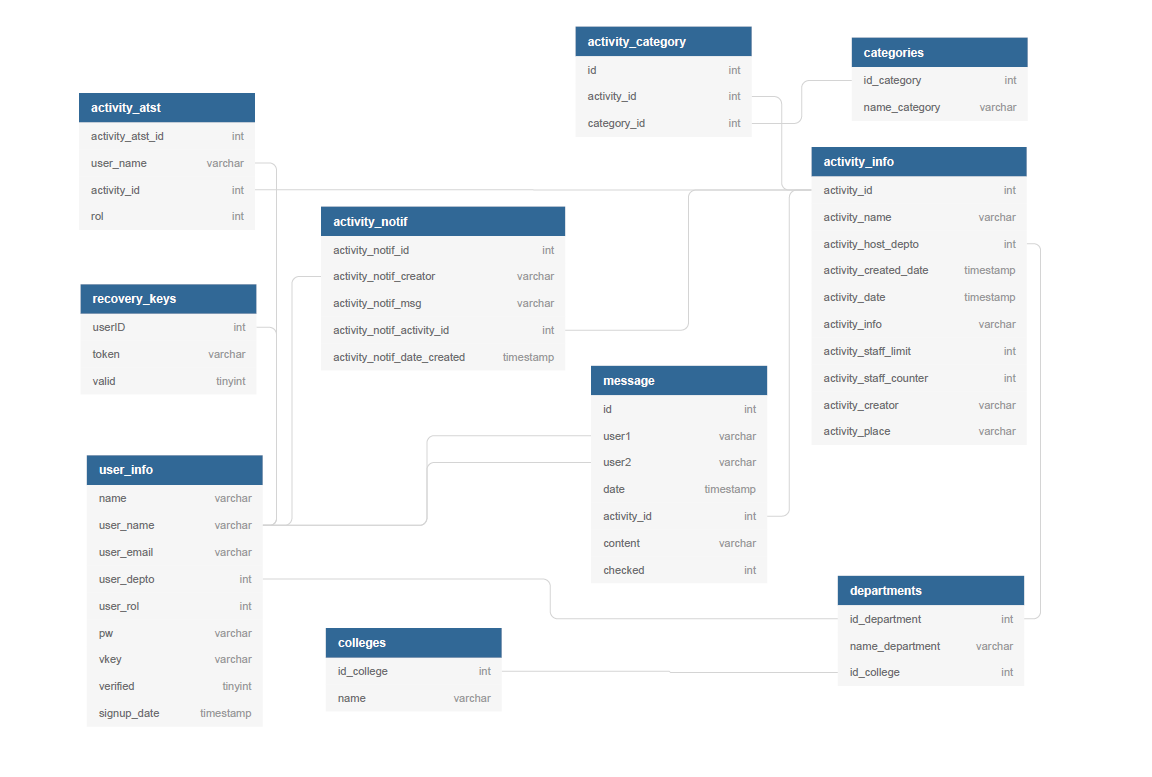 activity_category
id int
activity_id int
category_id int
categories
id_category int
name_category varchar
activity_atst
activity_atst_id int
user_name varchar
activity_id int
rol int
activity_info
activity_id int
activity_name varchar
activity_host_depto int
activity_created_date timestamp
activity_date timestamp
activity_info varchar
activity_staff_limit int
activity_staff_counter int
activity_creator varchar
activity_place varchar
activity_notif
activity_notif_id int
activity_notif_creator varchar
activity_notif_msg varchar
activity_notif_activity_id int
activity_notif_date_created timestamp
recovery_keys
userID int
token varchar
valid tinyint
message
id int
user1 varchar
user2 varchar
date timestamp
activity_id int
content varchar
checked int
user_info
name varchar
user_name varchar
user_email varchar
user_depto int
user_rol int
pw varchar
vkey varchar
verified tinyint
signup_date timestamp
departments
id_department int
name_department varchar
id_college int
colleges
id_college int
name varchar